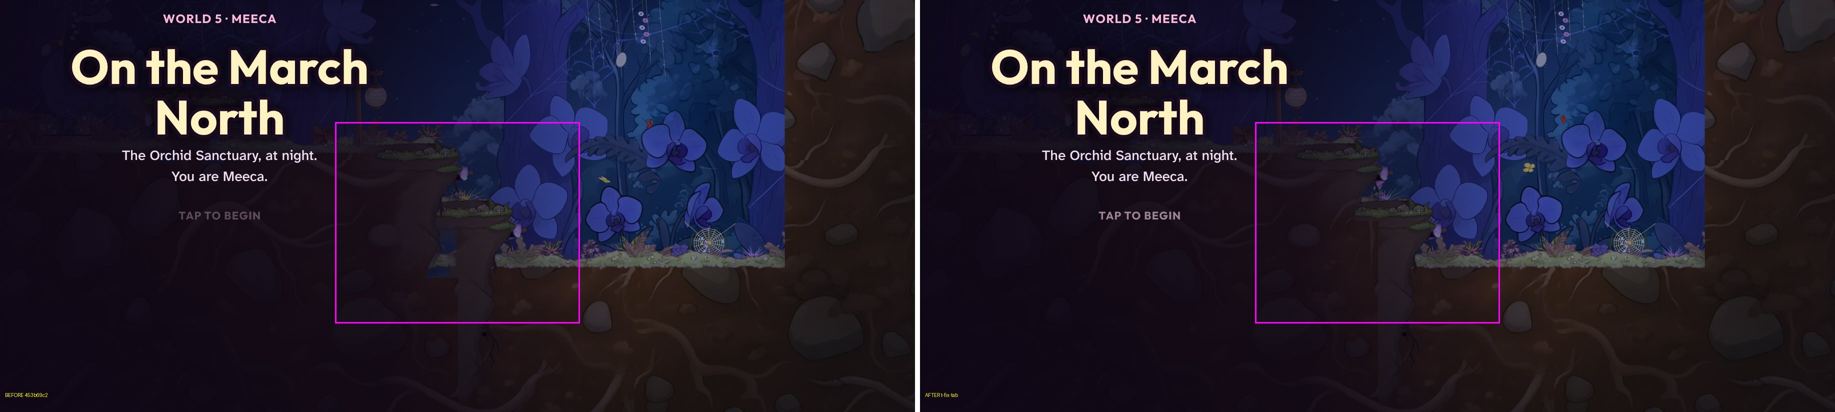 WORLD 5 · MEECA
On the March
North
The Orchid Sanctuary, at night.
You are Meeca.
TAP TO BEGIN
WORLD 5 · MEECA
On the March
North
The Orchid Sanctuary, at night.
You are Meeca.
TAP TO BEGIN